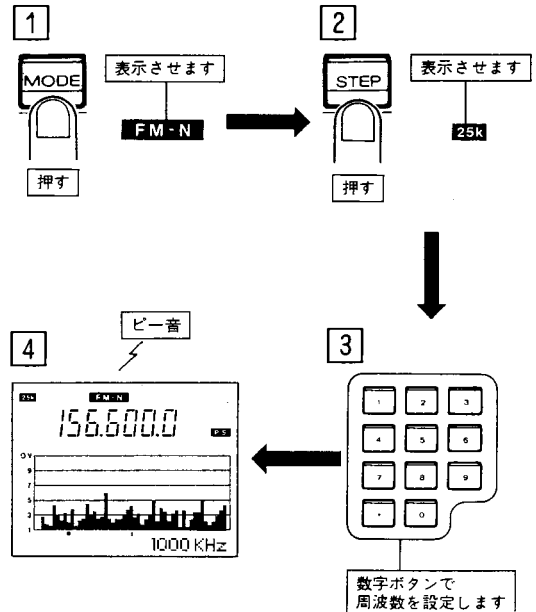 1
MODE
押す
表示させます
FM-N
2
STEP
押す
表示させます
25k
3
1 2 3
4 5 6
7 8 9
• 0
数字ボタンで
周波数を設定します
4
ピー音
25k FM-N
156.600.0
P.S
OV
9
7
5
3
1
1000 KHz